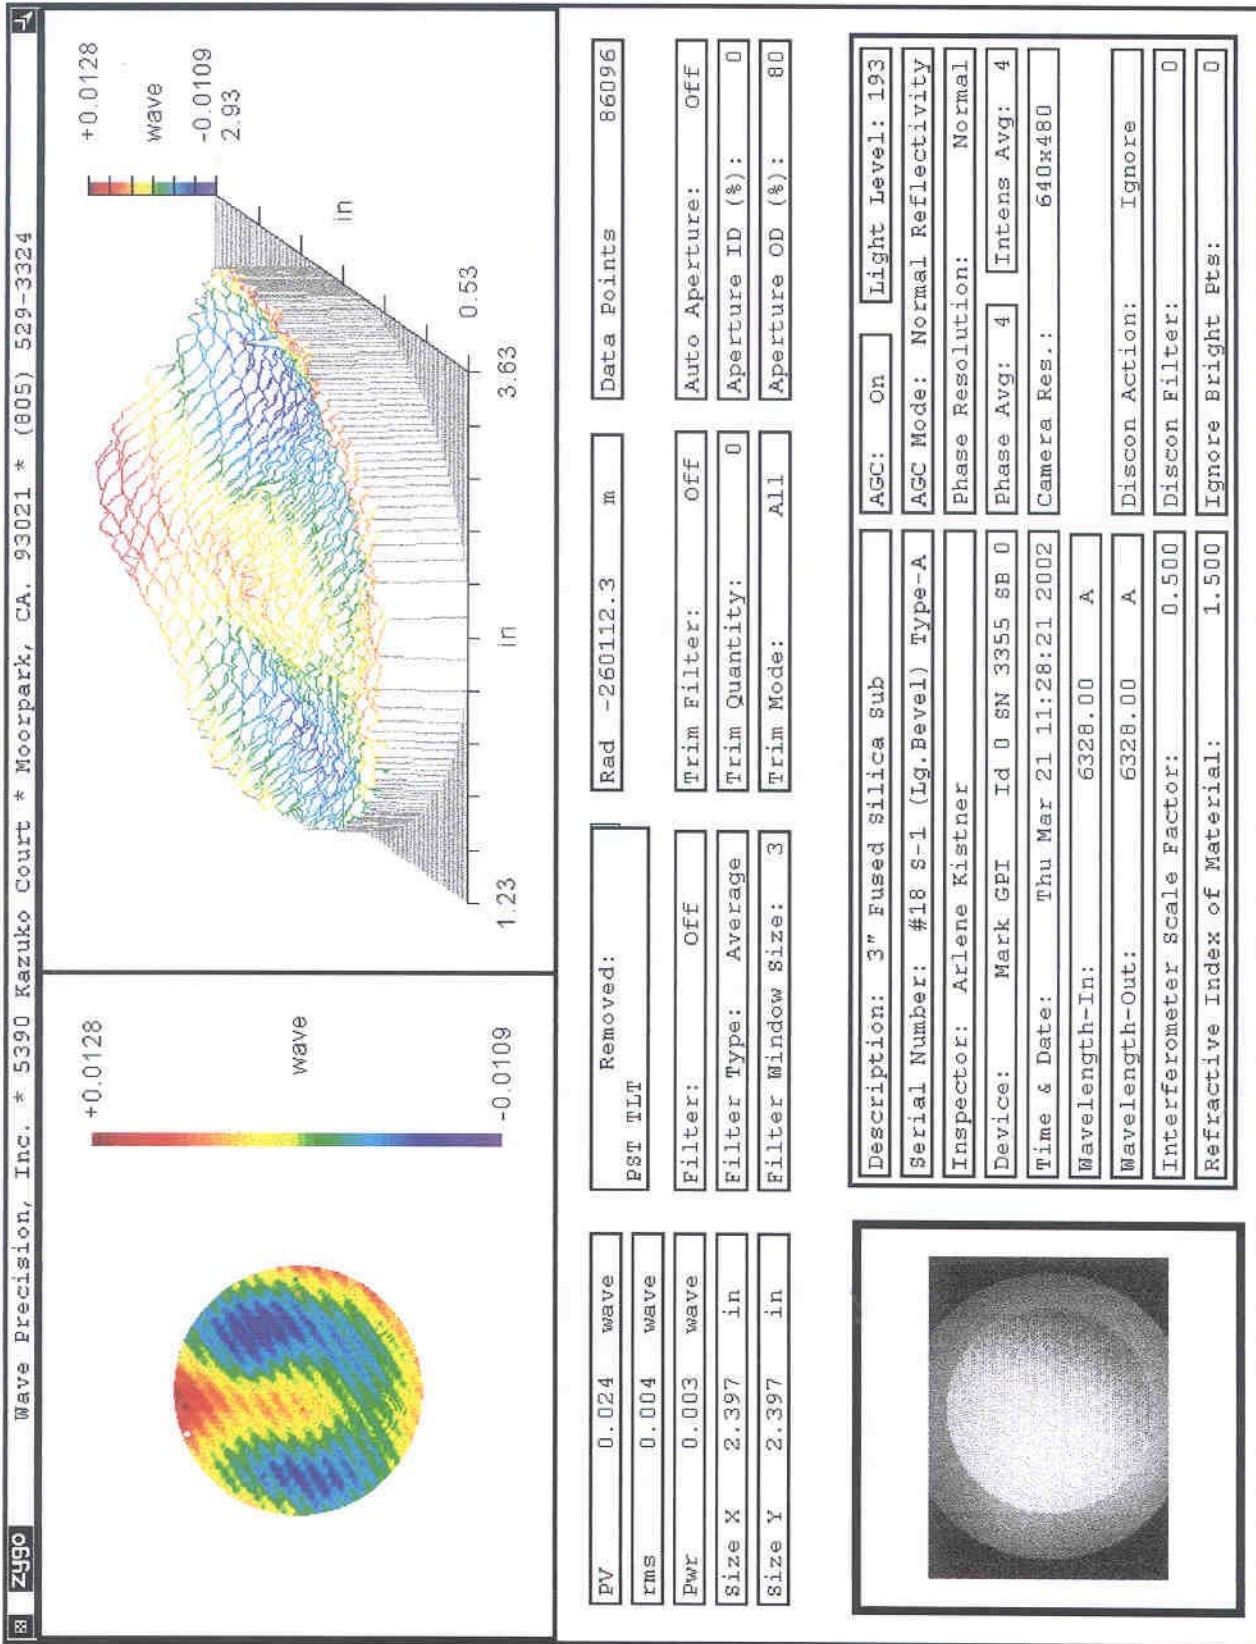 zygo Wave Precision, Inc. * 5390 Kazuko Court * Moorpark, CA. 93021 * (805) 529-3324
+0.0128
wave
-0.0109
+0.0128
wave
-0.0109
2.93
in
0.53
3.63
in
1.23
PV 0.024 wave
rms 0.004 wave
Pwr 0.003 wave
Size X 2.397 in
Size Y 2.397 in
Removed:
PST TLT
Filter: Off
Filter Type: Average
Filter Window Size: 3
Rad -260112.3 m
Trim Filter: Off
Trim Quantity: 0
Trim Mode: All
Data Points 86096
Auto Aperture: Off
Aperture ID (%): 0
Aperture OD (%): 80
Description: 3" Fused Silica Sub
Serial Number: #18 S-1 (Lg.Bevel) Type-A
Inspector: Arlene Kistner
Device: Mark GPI Id 0 SN 3355 SB 0
Time & Date: Thu Mar 21 11:28:21 2002
Wavelength-In: 6328.00 A
Wavelength-Out: 6328.00 A
Interferometer Scale Factor: 0.500
Refractive Index of Material: 1.500
AGC: On
Light Level: 193
AGC Mode: Normal Reflectivity
Phase Resolution: Normal
Phase Avg: 4
Intens Avg: 4
Camera Res.: 640x480
Discon Action: Ignore
Discon Filter: 0
Ignore Bright Pts: 0